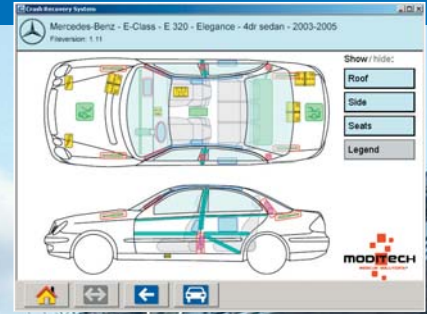 Crash Recovery System
Mercedes-Benz - E-Class - E 320 - Elegance - 4dr sedan - 2003-2005
Fileversion: 1.11
Show / hide:
Roof
Side
Seats
Legend
MODITECH